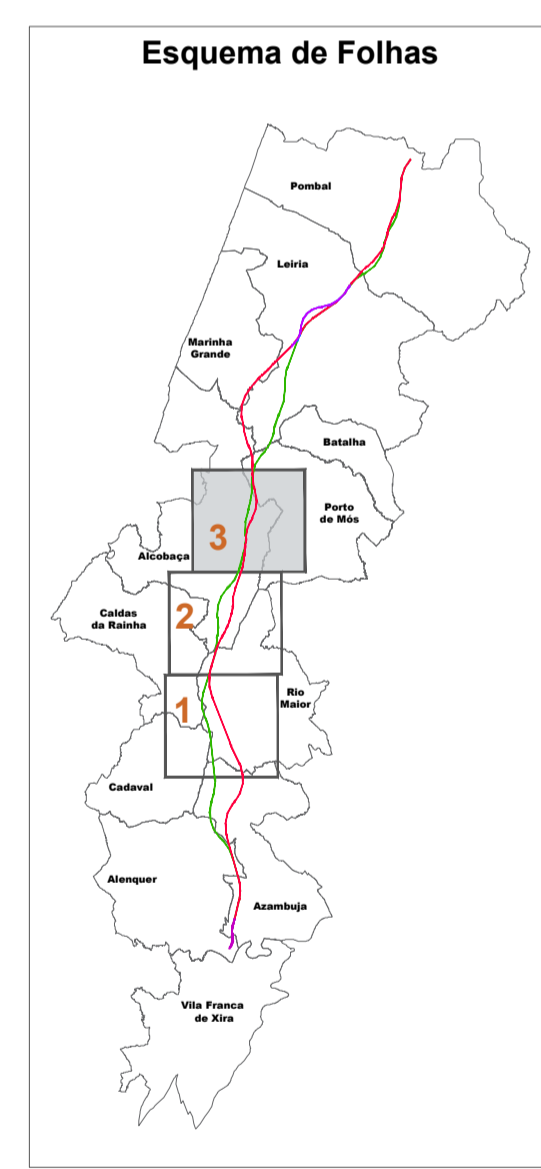 Esquema de Folhas
Pombal
Leiria
Marinha
Grande
Batalha
Porto
de Mós
3
Alcobaça
2
Caldas
da Rainha
Rio
Maior
1
Cadaval
Alenquer
Azambuja
Vila Franca
de Xira